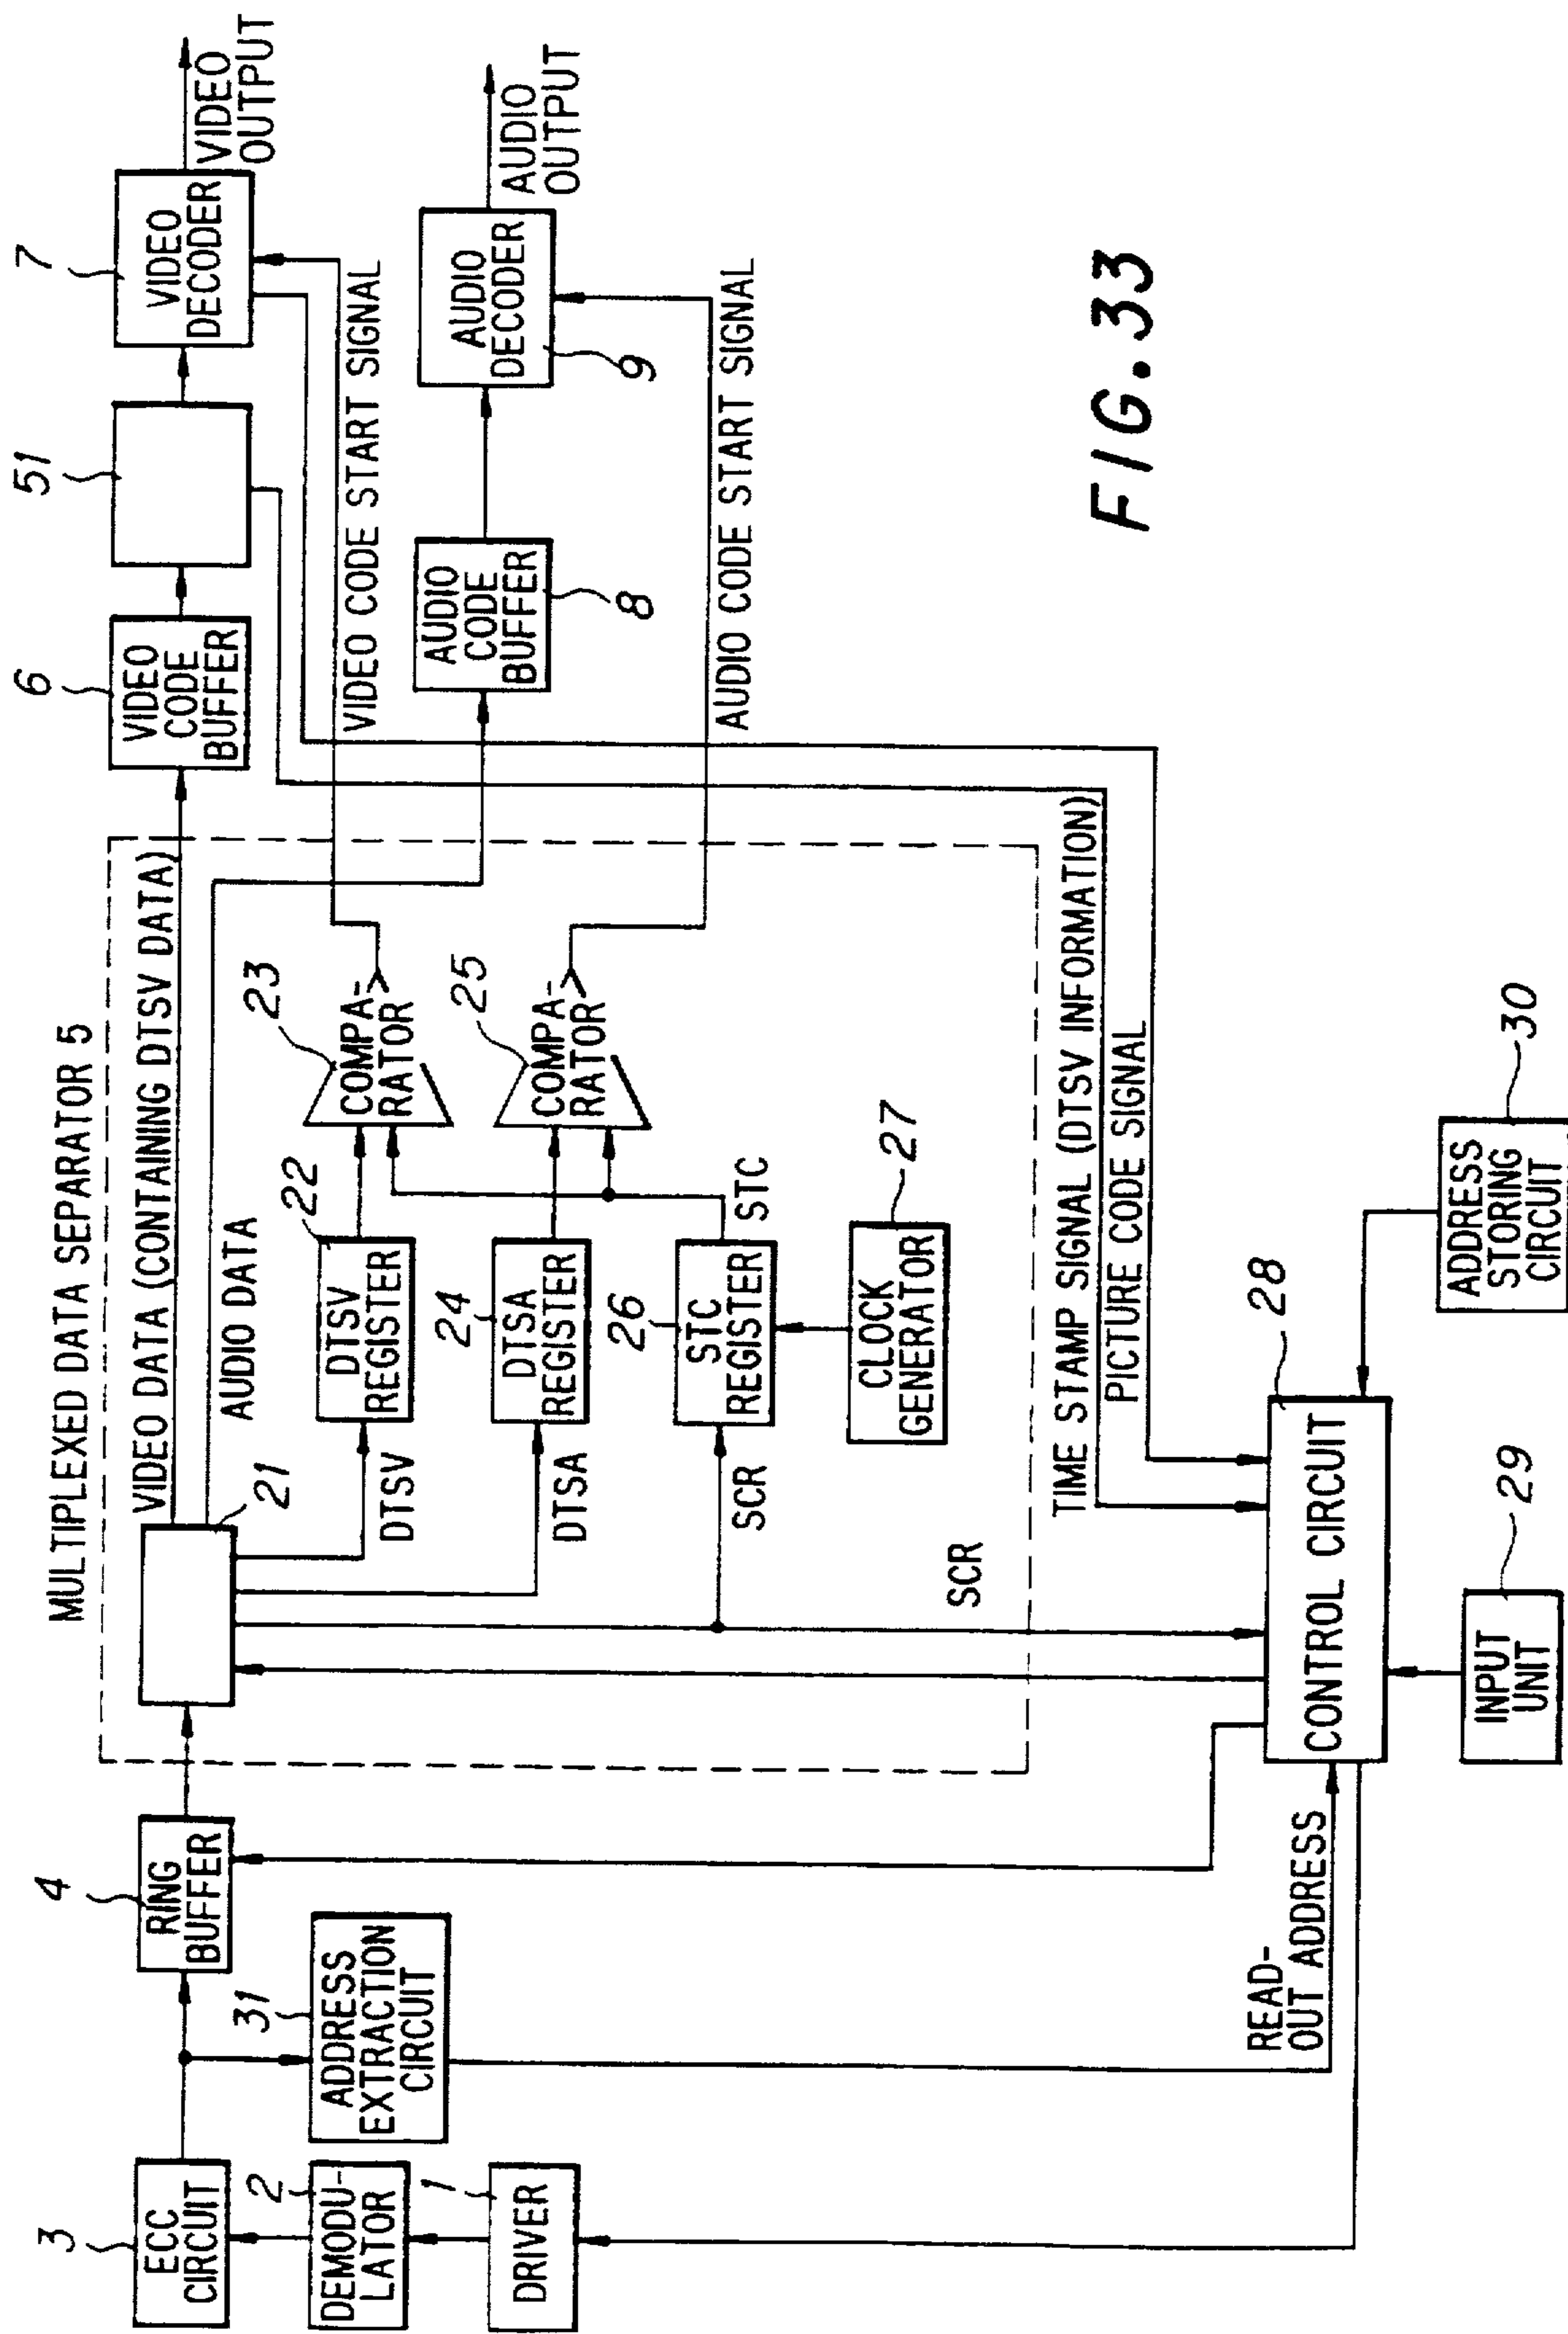 3
ECC
CIRCUIT
2
DEMODU-
LATOR
1
DRIVER
31
ADDRESS
EXTRACTION
CIRCUIT
4
RING
BUFFER
READ-
OUT ADDRESS
MULTIPLEXED DATA SEPARATOR 5
VIDEO DATA (CONTAINING DTSV DATA)
21
AUDIO DATA
DTSV
22
DTSV
REGISTER
23
COMPA-
RATOR
DTSA
24
DTSA
REGISTER
25
COMPA-
RATOR
SCR
26
STC
REGISTER
STC
27
CLOCK
GENERATOR
SCR
TIME STAMP SIGNAL (DTSV INFORMATION)
PICTURE CODE SIGNAL
28
CONTROL CIRCUIT
29
INPUT
UNIT
30
ADDRESS
STORING
CIRCUIT
6
VIDEO
CODE
BUFFER
51
7
VIDEO
DECODER
VIDEO
OUTPUT
VIDEO CODE START SIGNAL
AUDIO
CODE
BUFFER
8
AUDIO
DECODER
9
AUDIO
OUTPUT
AUDIO CODE START SIGNAL
FIG.33